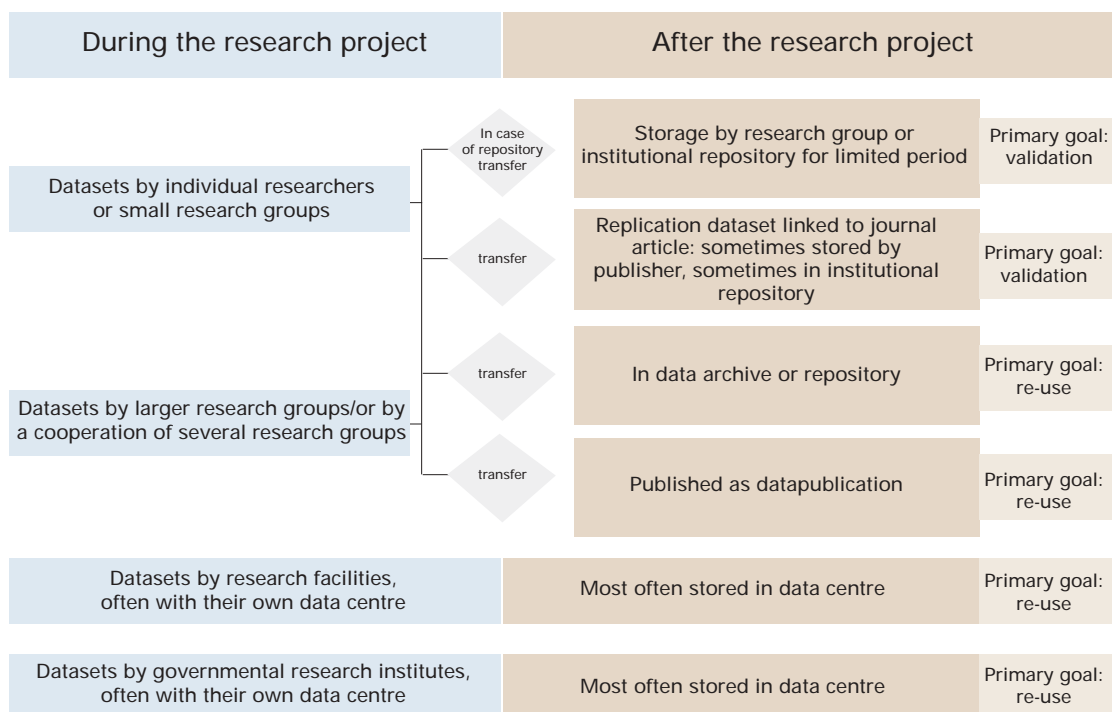 During the research project
After the research project
In case
of repository
transfer
Storage by research group or
institutional repository for limited period
Primary goal:
validation
Datasets by individual researchers
or small research groups
transfer
Replication dataset linked to journal
article: sometimes stored by
publisher, sometimes in institutional
repository
Primary goal:
validation
transfer
In data archive or repository
Primary goal:
re-use
Datasets by larger research groups/or by
a cooperation of several research groups
transfer
Published as datapublication
Primary goal:
re-use
Datasets by research facilities,
often with their own data centre
Most often stored in data centre
Primary goal:
re-use
Datasets by governmental research institutes,
often with their own data centre
Most often stored in data centre
Primary goal:
re-use